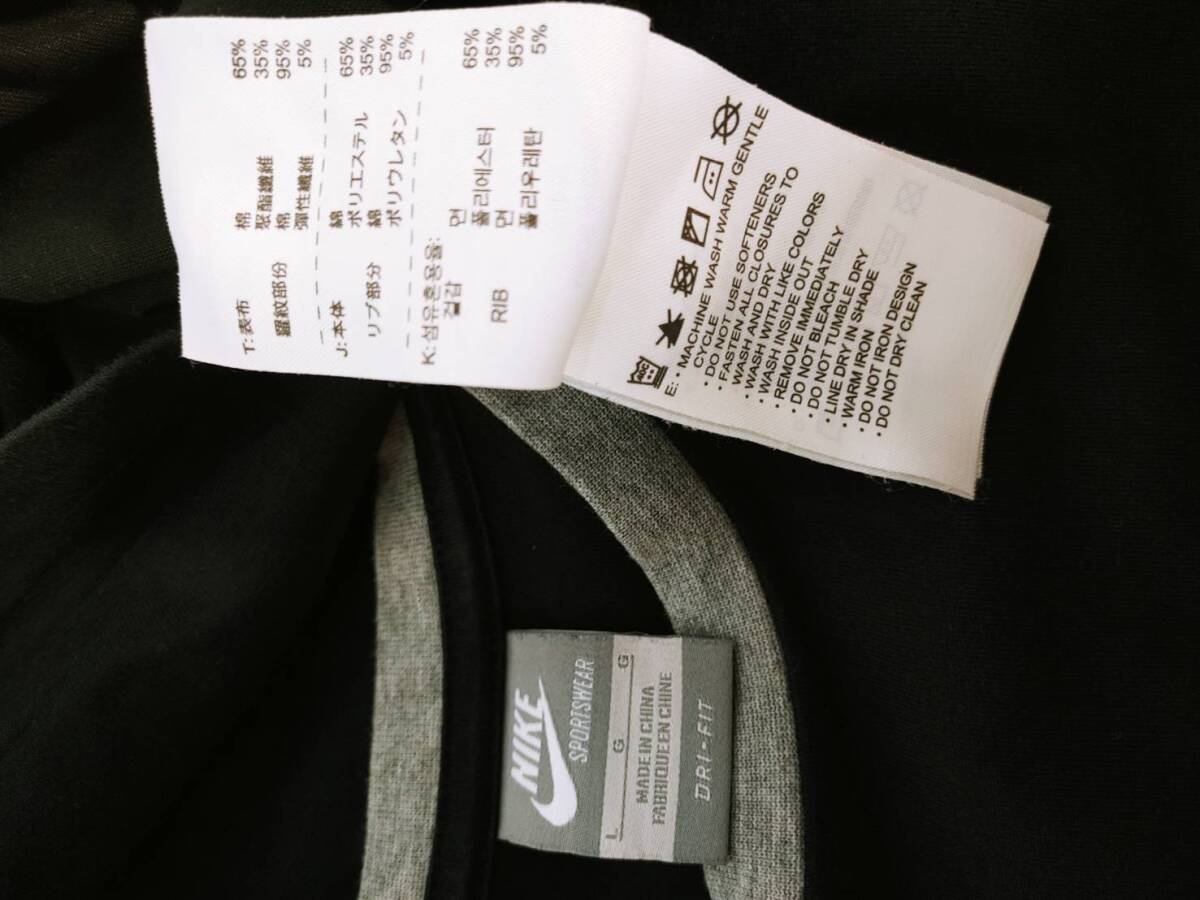 T:表布 棉 65%
聚酯纖維 35%
羅紋部份 棉 95%
彈性纖維 5%
J:本体 綿 65%
ポリエステル 35%
リブ部分 綿 95%
ポリウレタン 5%
K:섬유혼용율:
겉감 면 65%
폴리에스터 35%
RIB 면 95%
폴리우레탄 5%
E: · MACHINE WASH WARM GENTLE
CYCLE
· DO NOT USE SOFTENERS
· FASTEN ALL CLOSURES TO
WASH AND DRY
· WASH WITH LIKE COLORS
· WASH INSIDE OUT
· REMOVE IMMEDIATELY
· DO NOT BLEACH
· DO NOT TUMBLE DRY
· LINE DRY IN SHADE
· WARM IRON
· DO NOT IRON DESIGN
· DO NOT DRY CLEAN
NIKE
SPORTSWEAR
L G G
MADE IN CHINA
FABRIQUE EN CHINE
DRI-FIT